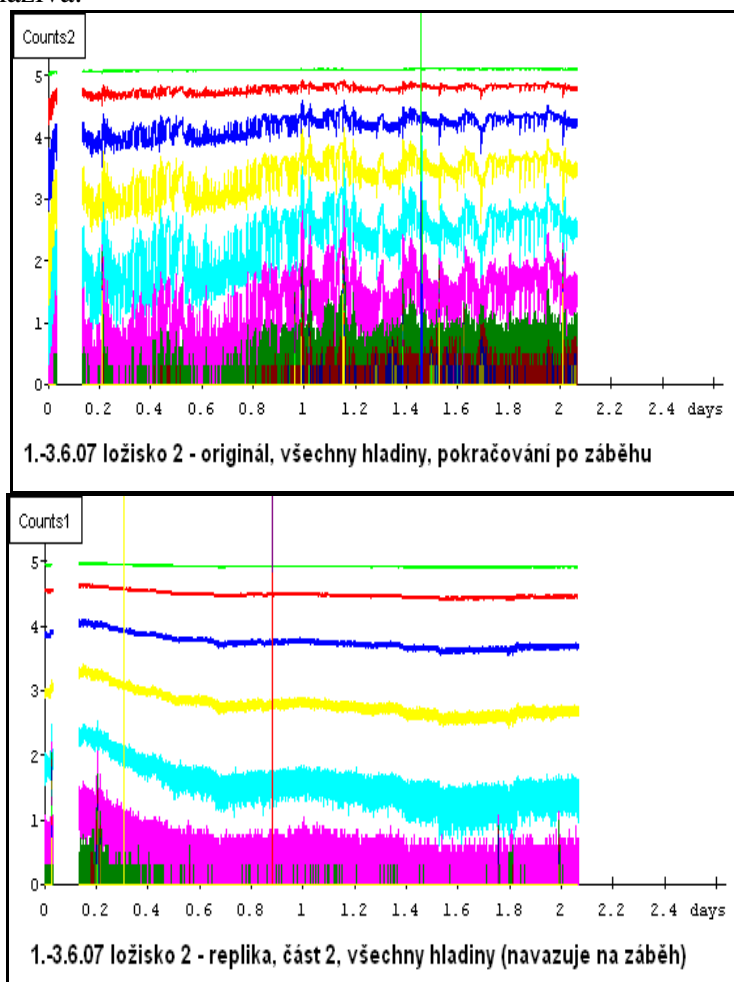 Counts2
5
4
3
2
1
0
0 0.2 0.4 0.6 0.8 1.0 1.2 1.4 1.6 1.8 2 2.2 2.4 days
1.-3.6.07 ložisko 2 - originál, všechny hladiny, pokračování po záběhu
Counts1
5
4
3
2
1
0
0 0.2 0.4 0.6 0.8 1 1.2 1.4 1.6 1.8 2 2.2 2.4 days
1.-3.6.07 ložisko 2 - replika, část 2, všechny hladiny (navazuje na záběh)